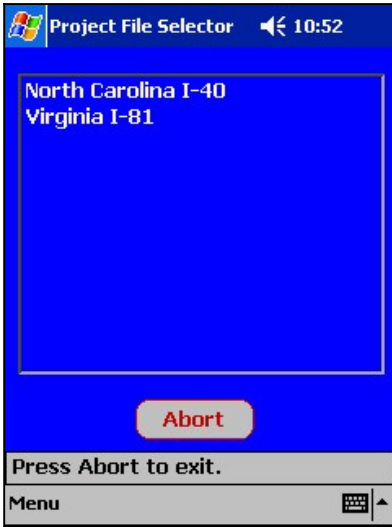 Project File Selector 10:52
North Carolina I-40
Virginia I-81
Abort
Press Abort to exit.
Menu